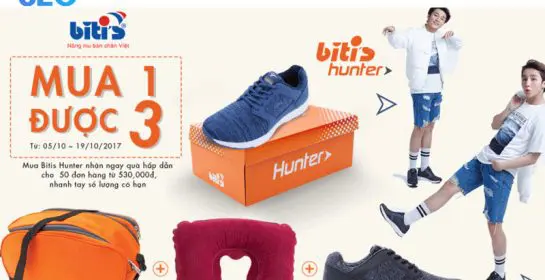 biti's
Nâng niu bàn chân Việt
MUA 1
ĐƯỢC 3
Từ: 05/10 ~ 19/10/2017
Mua Bitis Hunter nhận ngay quà hấp dẫn
cho 50 đơn hàng từ 530,000đ,
nhanh tay số lượng có hạn
biti's
hunter
biti's
Hunter